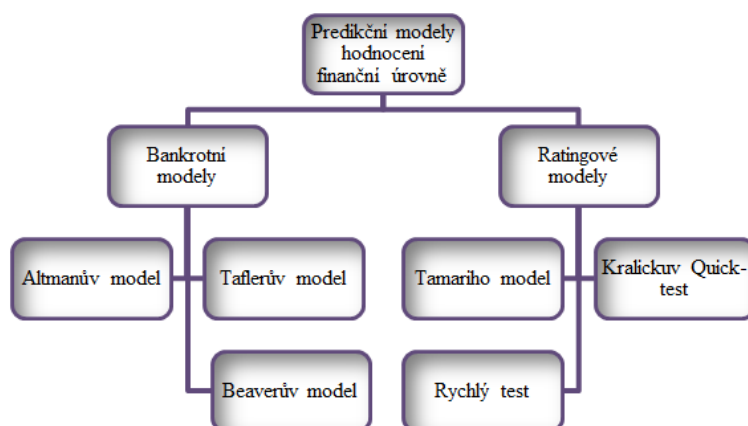 Predikční modely
hodnocení
finanční úrovně
Bankrotní
modely
Ratingové
modely
Altmanův model
Taflerův model
Tamariho model
Kralickuv Quick-
test
Beaverův model
Rychlý test